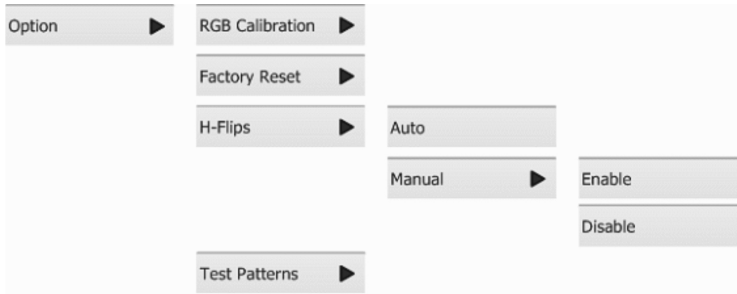 Option
RGB Calibration
Factory Reset
H-Flips
Auto
Manual
Enable
Disable
Test Patterns